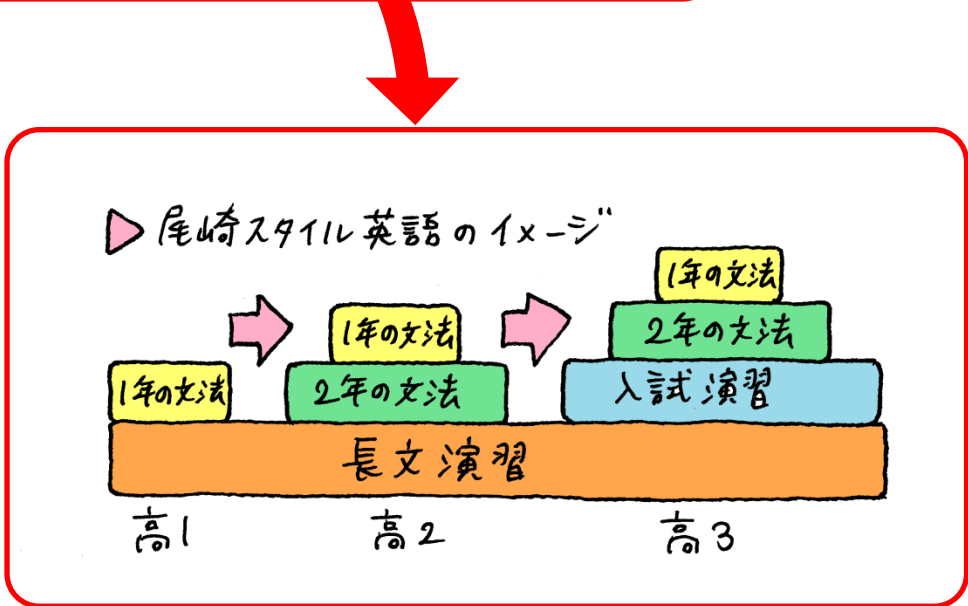 尾崎スタイル英語のイメージ
1年の文法
1年の文法
2年の文法
1年の文法
2年の文法
入試演習
長文演習
高1
高2
高3